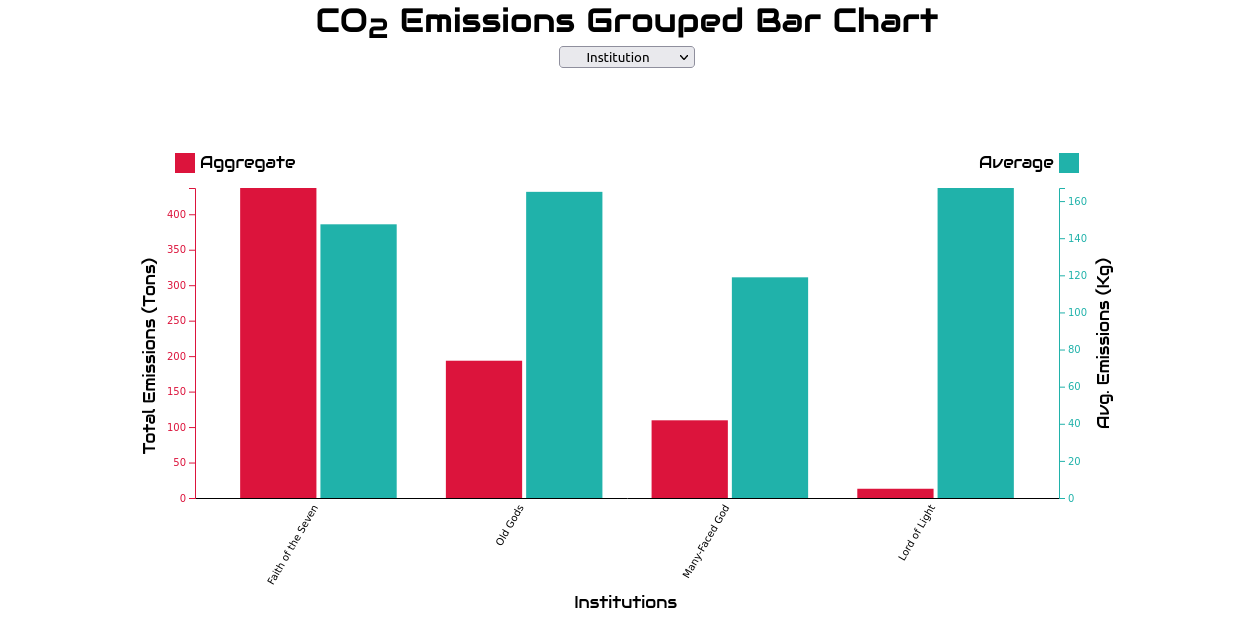 CO2 Emissions Grouped Bar Chart
Institution
Aggregate
Average
Total Emissions (Tons)
400
350
300
250
200
150
100
50
0
160
140
120
100
80
60
40
20
0
Avg. Emissions (Kg)
Faith of the Seven
Old Gods
Many-Faced God
Lord of Light
Institutions